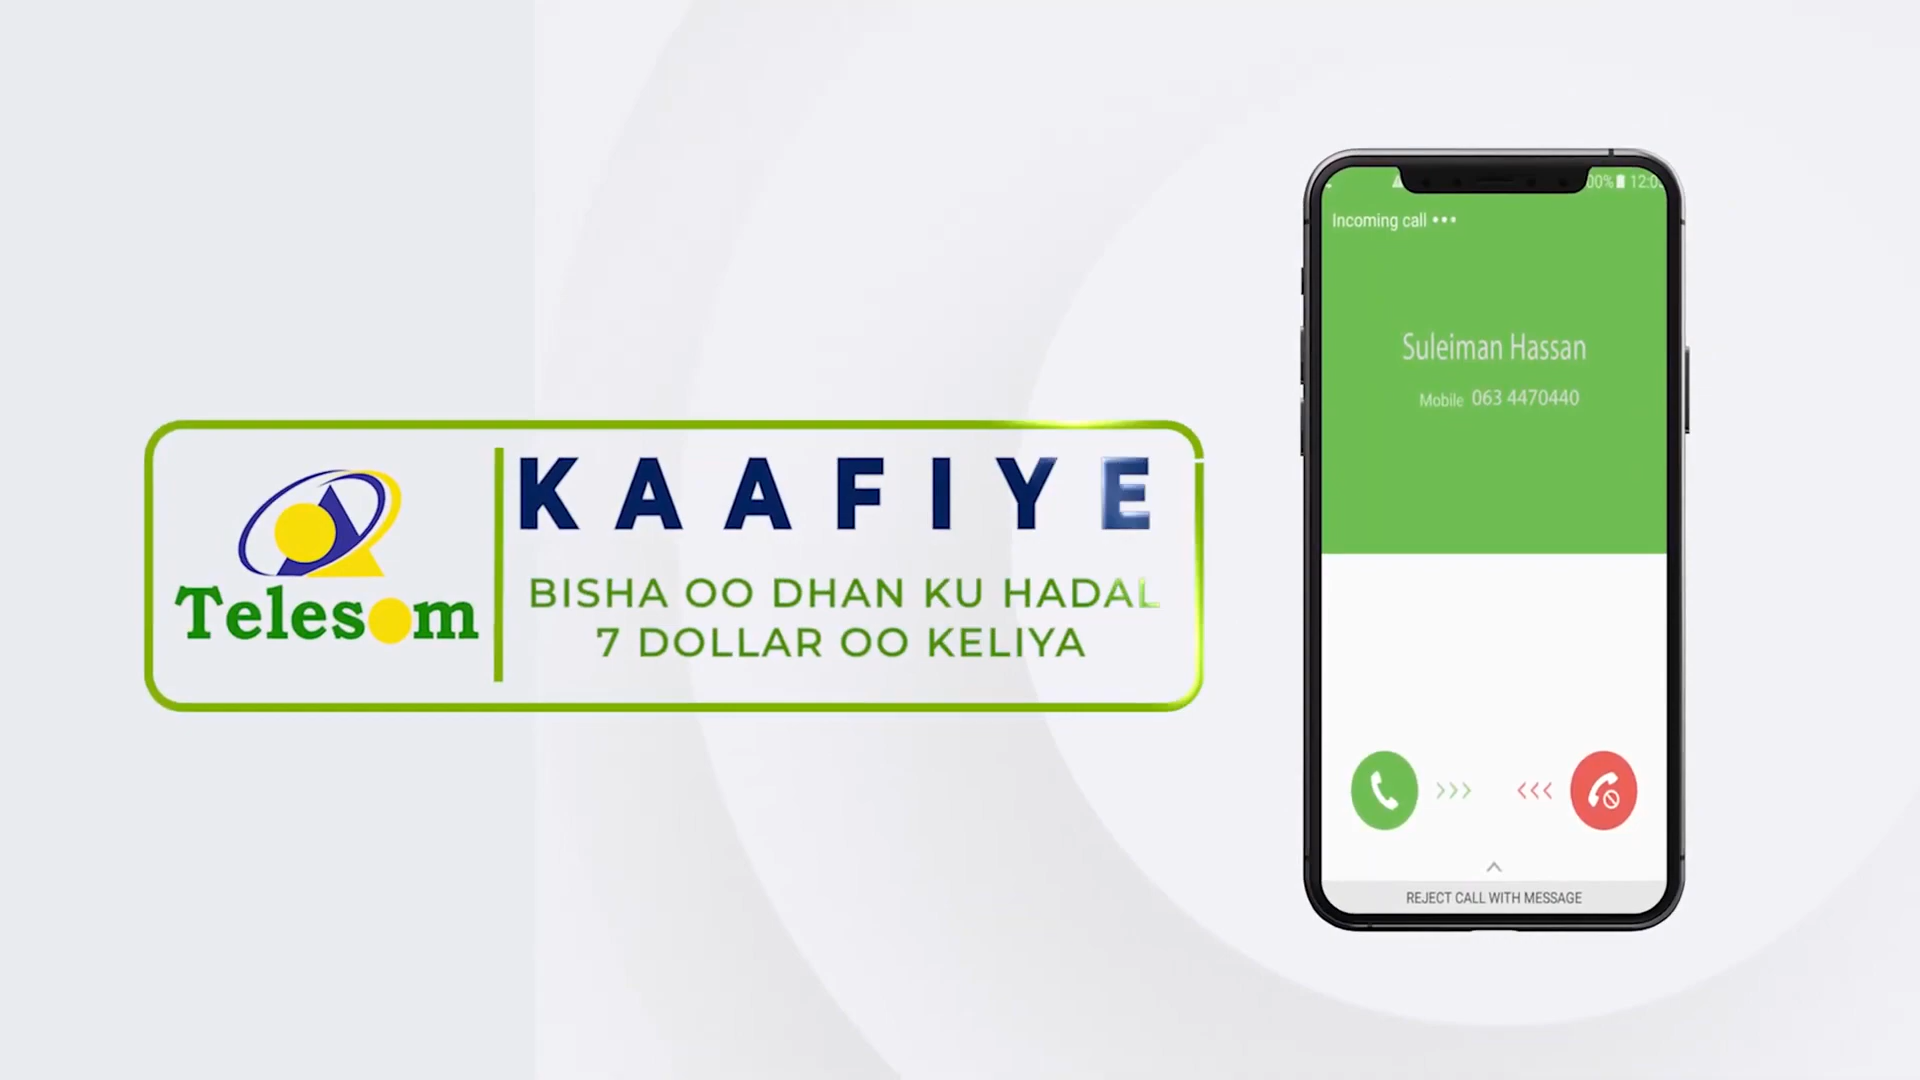 Telesom
KAAFIYE
BISHA OO DHAN KU HADAL
7 DOLLAR OO KELIYA
Incoming call •••
Suleiman Hassan
Mobile 063 4470440
REJECT CALL WITH MESSAGE